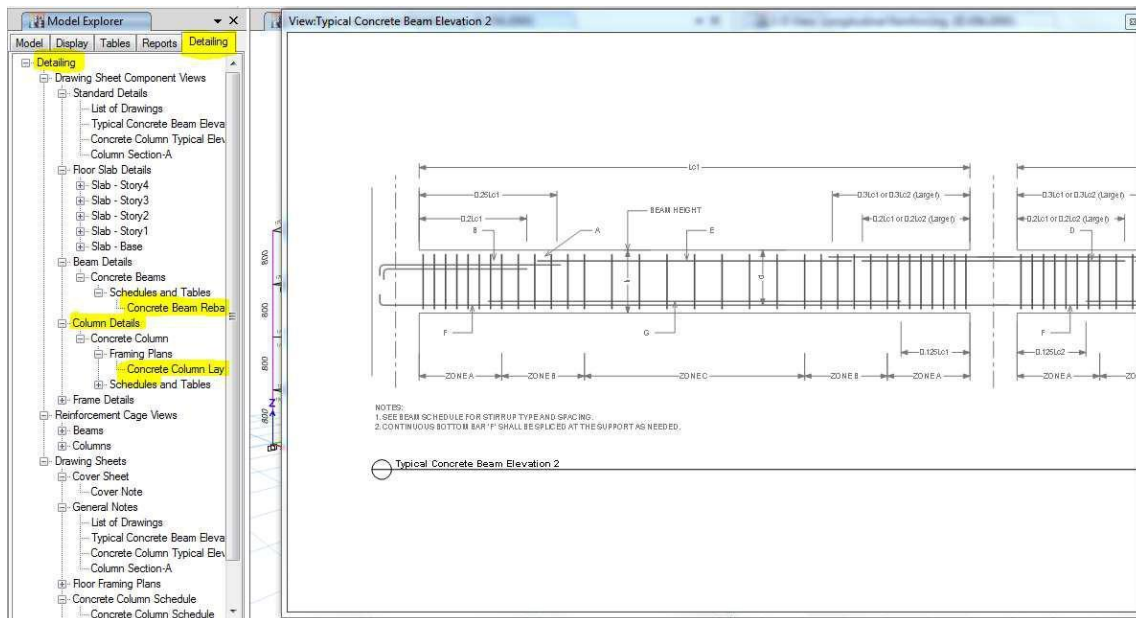 Model Explorer
Model Display Tables Reports Detailing
Detailing
Drawing Sheet Component Views
Standard Details
List of Drawings
Typical Concrete Beam Eleva
Concrete Column Typical Elev
Column Section-A
Floor Slab Details
Slab - Story4
Slab - Story3
Slab - Story2
Slab - Story1
Slab - Base
Beam Details
Concrete Beams
Schedules and Tables
Concrete Beam Reba
Column Details
Concrete Column
Framing Plans
Concrete Column Lay
Schedules and Tables
Frame Details
Reinforcement Cage Views
Beams
Columns
Drawing Sheets
Cover Sheet
Cover Note
General Notes
List of Drawings
Typical Concrete Beam Eleva
Concrete Column Typical Elev
Column Section-A
Floor Framing Plans
Concrete Column Schedule
Concrete Column Schedule
800
800
800
800
Z
View:Typical Concrete Beam Elevation 2
Lc1
0.25Lc1 0.3Lc1 or 0.3Lc2 (Larger) 0.3Lc1 or 0.3Lc2 (Larger)
0.2Lc1 BEAM HEIGHT 0.2Lc1 or 0.2Lc2 (Larger) 0.2Lc1 or 0.2Lc2 (Larger)
B A E D
h d
F G F
0.125Lc1 0.125Lc2
ZONE A ZONE B ZONE C ZONE B ZONE A ZONE A ZON
NOTES:
1. SEE BEAM SCHEDULE FOR STIRRUP TYPE AND SPACING.
2. CONTINUOUS BOTTOM BAR 'F' SHALL BE SPLICED AT THE SUPPORT AS NEEDED.
Typical Concrete Beam Elevation 2